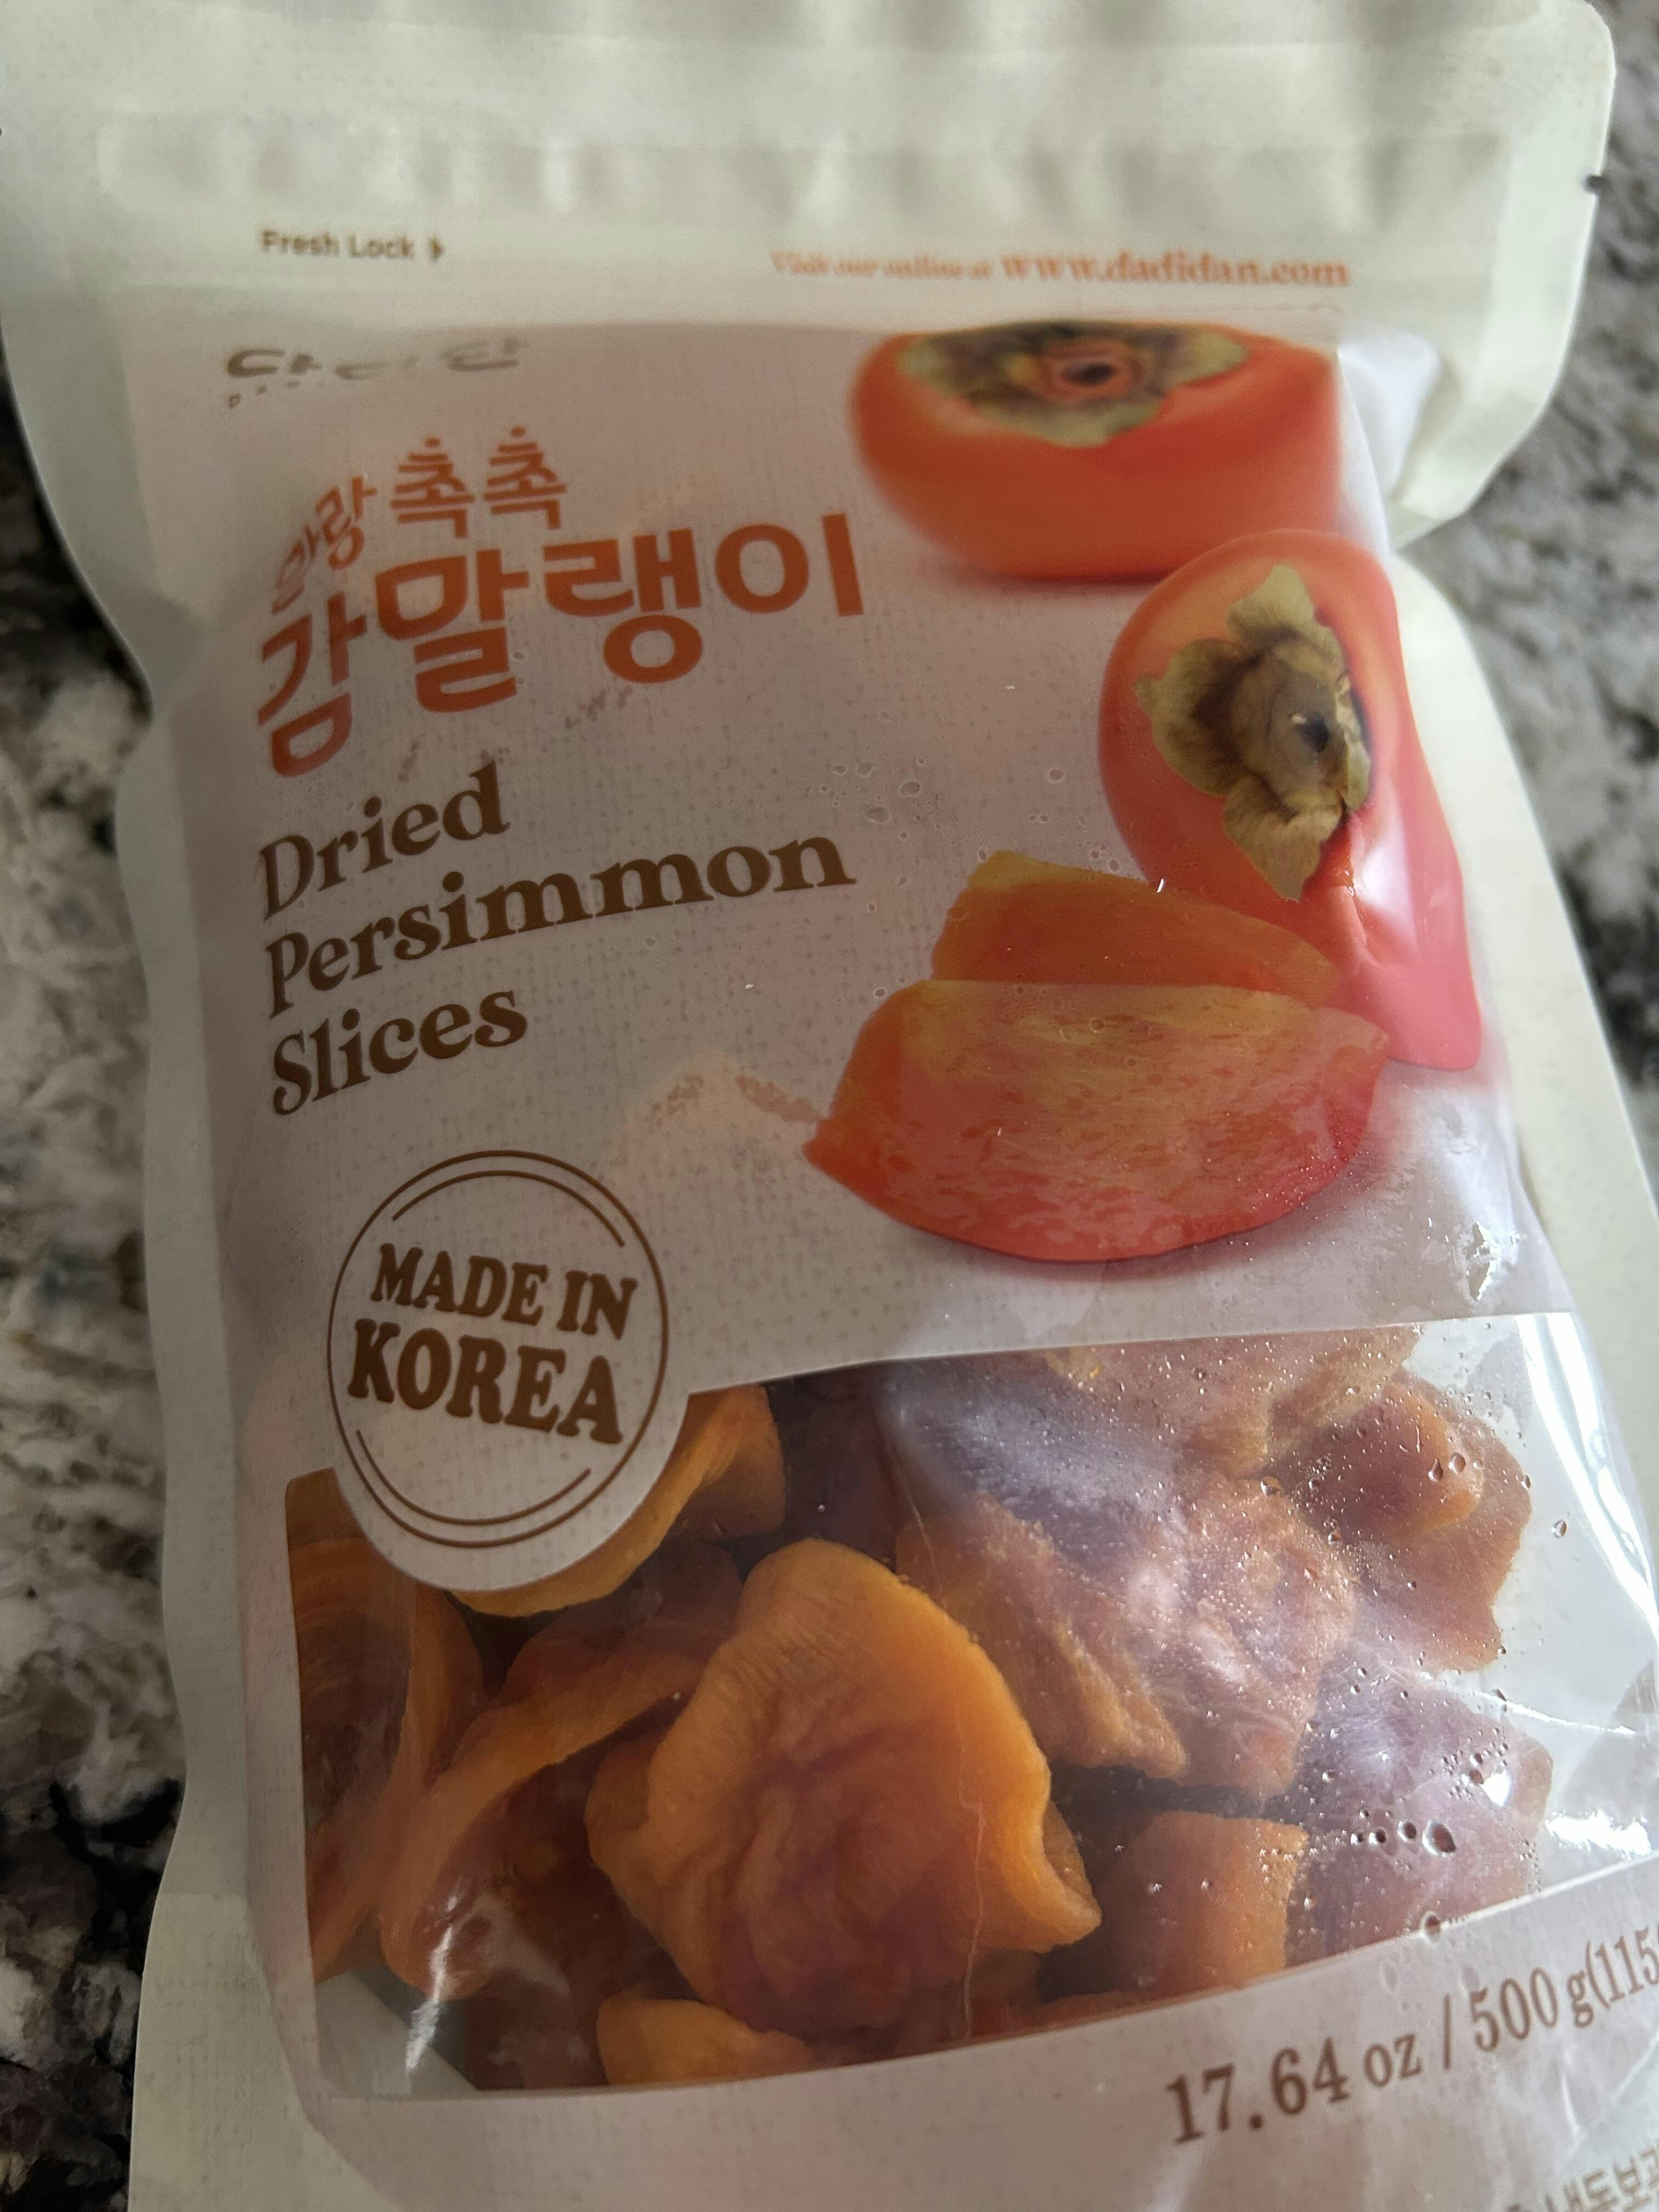 Fresh Lock
Visit our online at www.dadidan.com
말랑 촉촉
감말랭이
Dried
Persimmon
Slices
MADE IN
KOREA
17.64 oz / 500 g(115